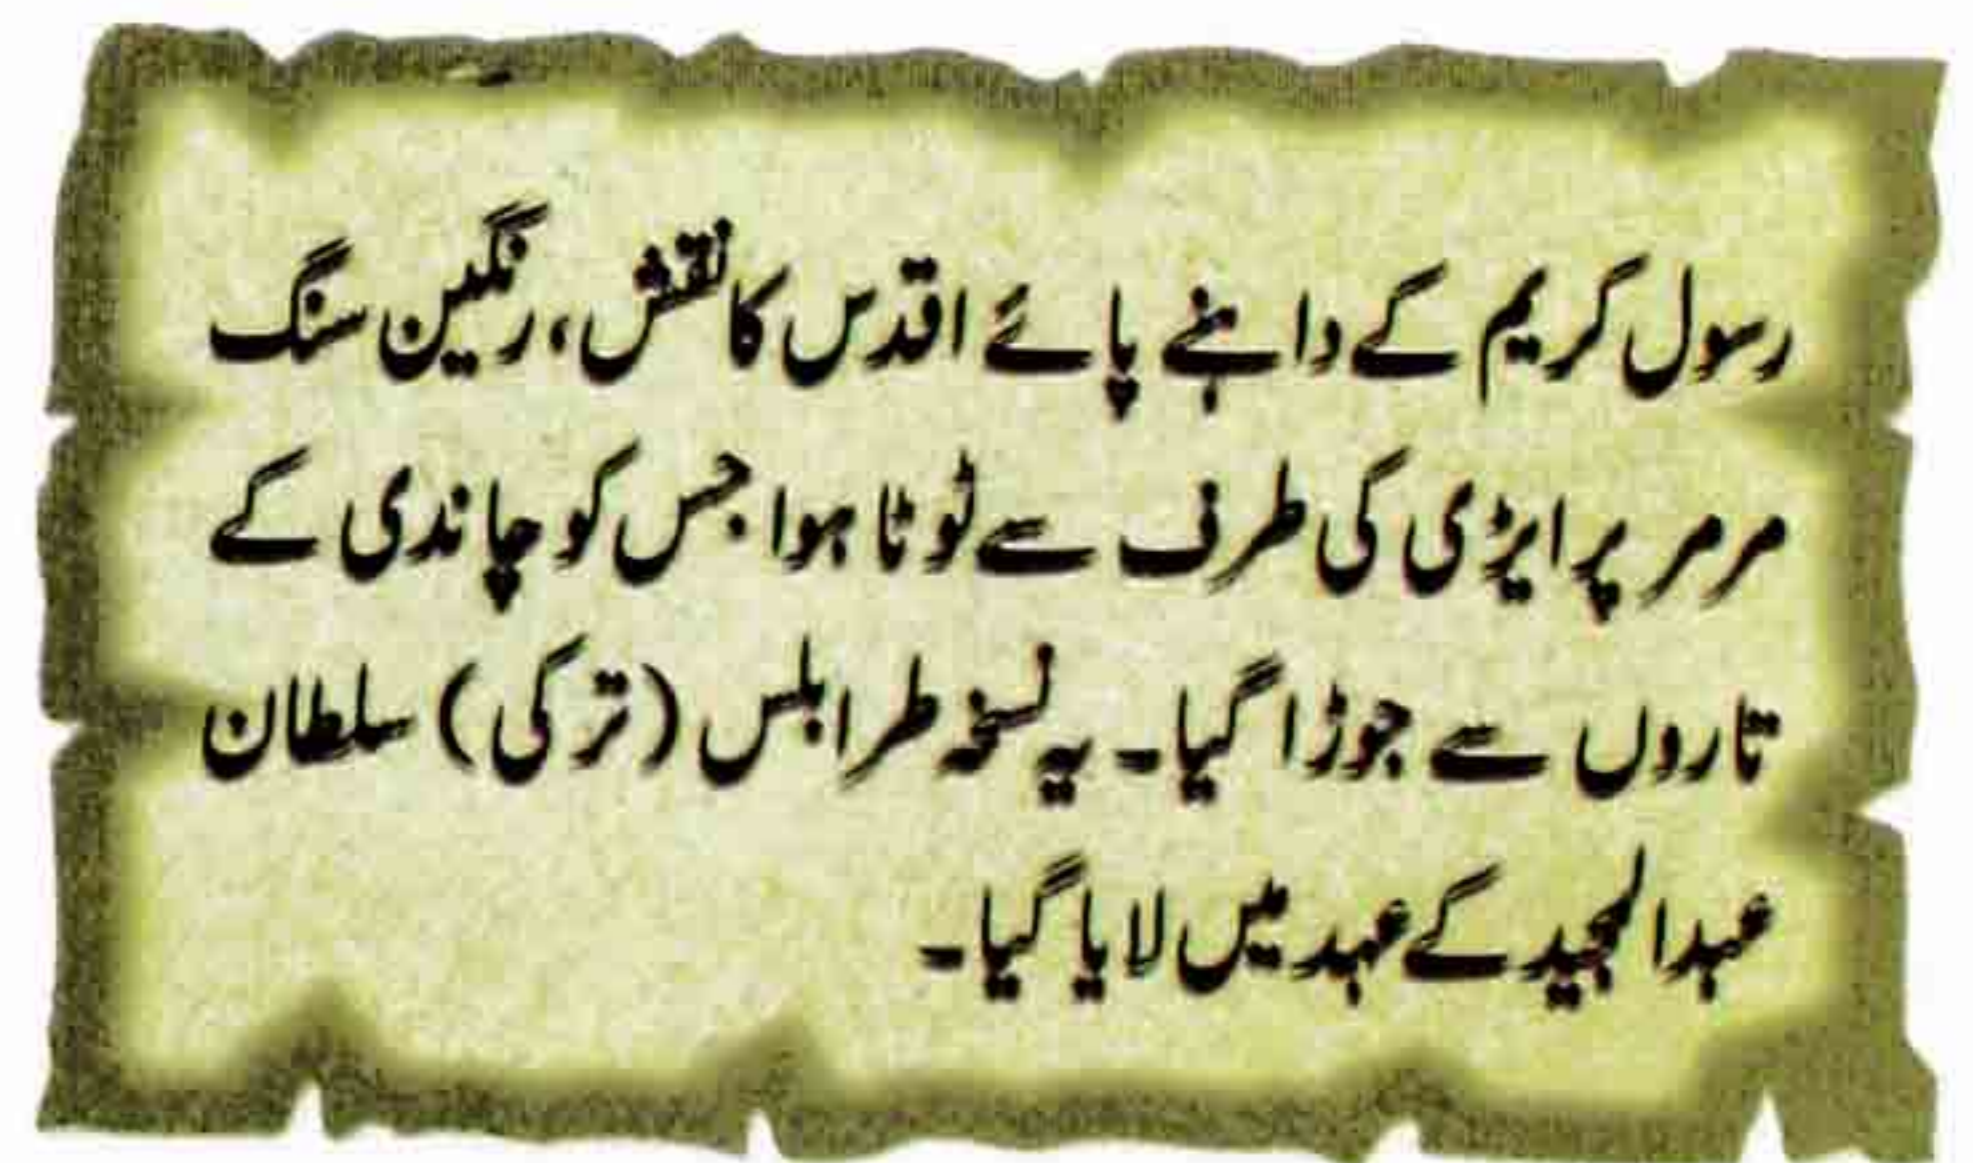 رسول کریم کے داہنے پائے اقدس کا نقش، رنگین سنگ
مرمر پر ایڑی کی طرف سے ٹوٹا ہوا جس کو چاندی کے
تاروں سے جوڑا گیا۔ یہ نسخہ طرابلس (ترکی) سلطان
عبدالمجید کے عہد میں لایا گیا۔